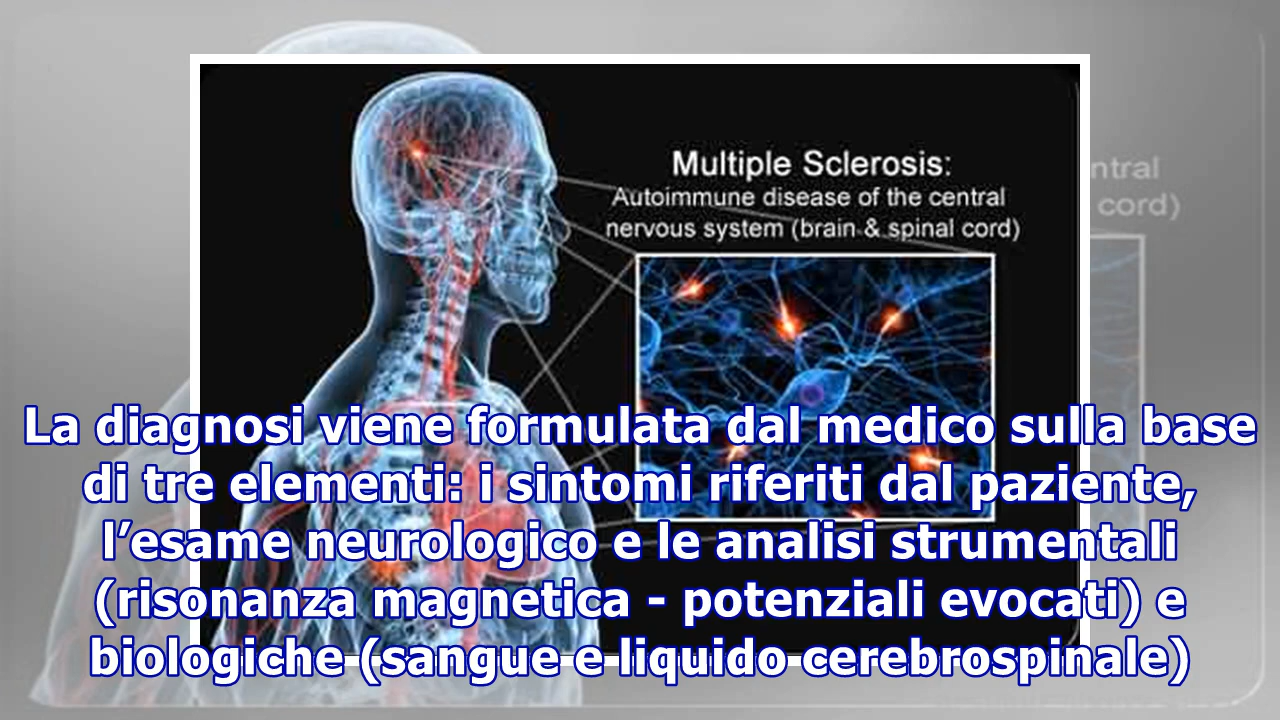 Multiple Sclerosis:
Autoimmune disease of the central
nervous system (brain & spinal cord)
ntral
cord)
La diagnosi viene formulata dal medico sulla base
di tre elementi: i sintomi riferiti dal paziente,
l’esame neurologico e le analisi strumentali
(risonanza magnetica - potenziali evocati) e
biologiche (sangue e liquido cerebrospinale)